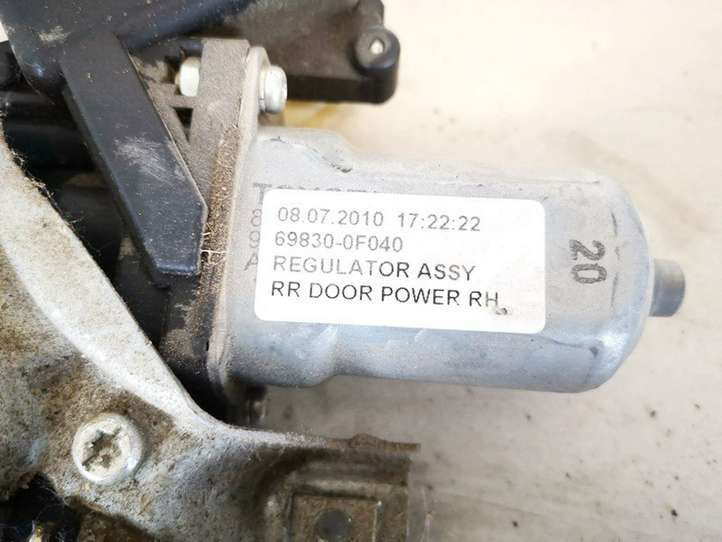 08.07.2010 17:22:22
69830-0F040
REGULATOR ASSY
RR DOOR POWER RH
20